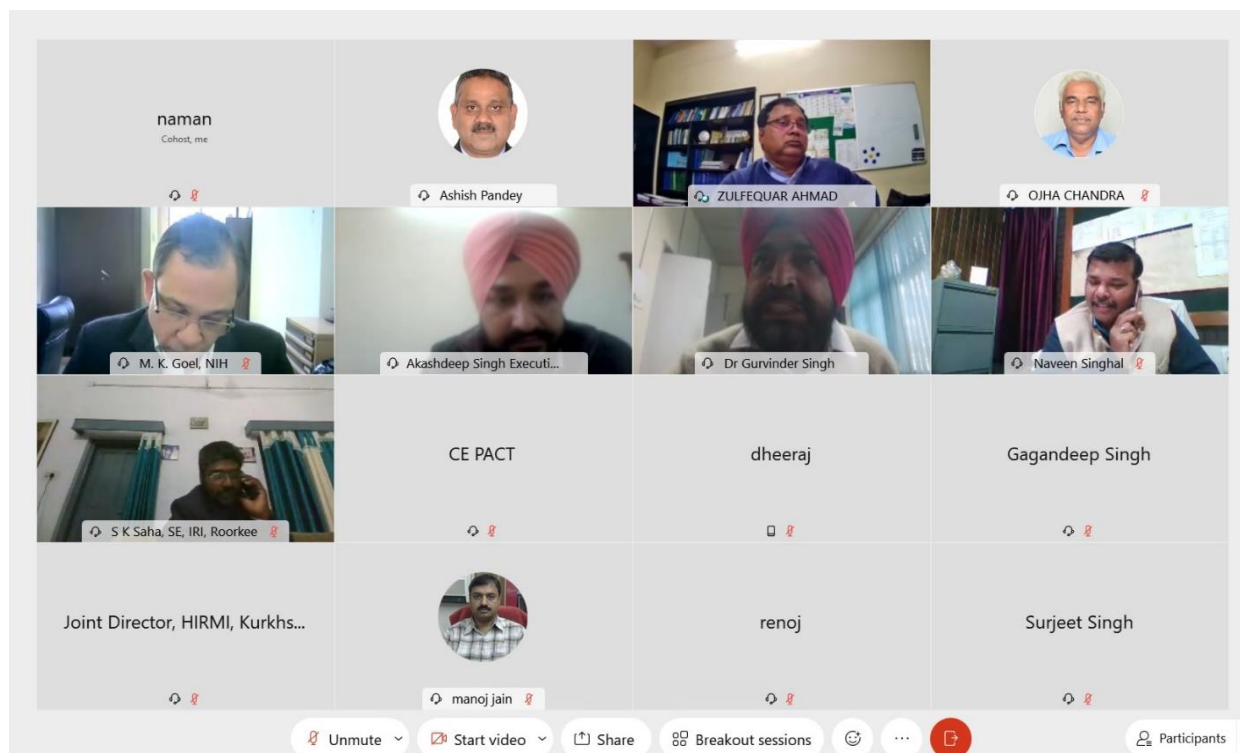 naman
Cohost, me
Ashish Pandey
ZULFEQUAR AHMAD
OJHA CHANDRA
M. K. Goel, NIH
Akashdeep Singh Executi...
Dr Gurvinder Singh
Naveen Singhal
S K Saha, SE, IRI, Roorkee
CE PACT
dheeraj
Gagandeep Singh
Joint Director, HIRMI, Kurkhs...
manoj jain
renoj
Surjeet Singh
Unmute
Start video
Share
Breakout sessions
Participants